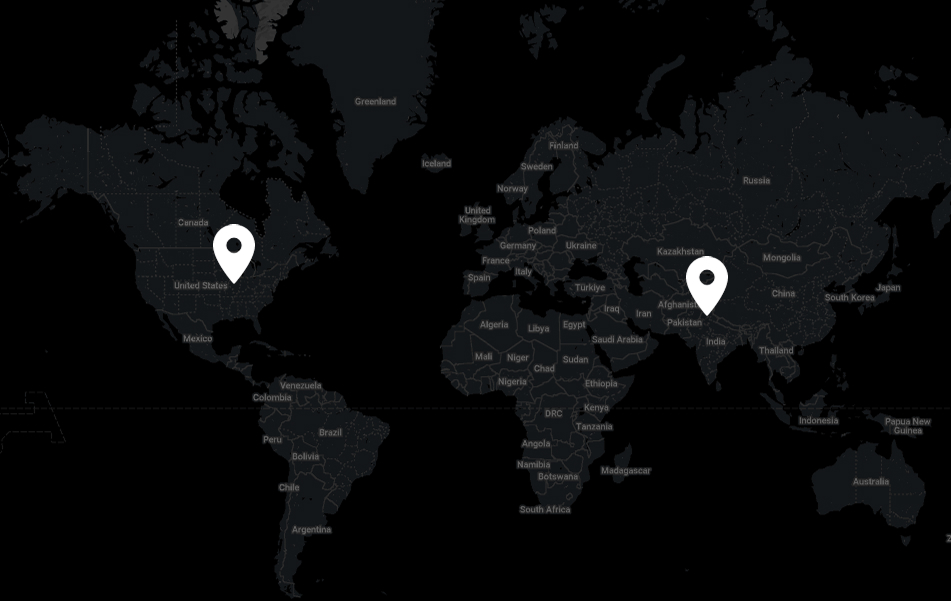 Greenland
Iceland
Finland
Sweden
Norway
Russia
Canada
United
Kingdom
Poland
Germany
Ukraine
France
Kazakhstan
Mongolia
Italy
Spain
United States
Türkiye
Japan
China
South Korea
Afghanist
Iraq
Iran
Pakistan
Algeria
Libya
Egypt
Saudi Arabia
India
Mexico
Thailand
Mali
Niger
Sudan
Chad
Nigeria
Ethiopia
Venezuela
Colombia
Kenya
DRC
Indonesia
Papua New
Guinea
Tanzania
Brazil
Peru
Angola
Bolivia
Namibia
Madagascar
Botswana
Australia
Chile
South Africa
Argentina